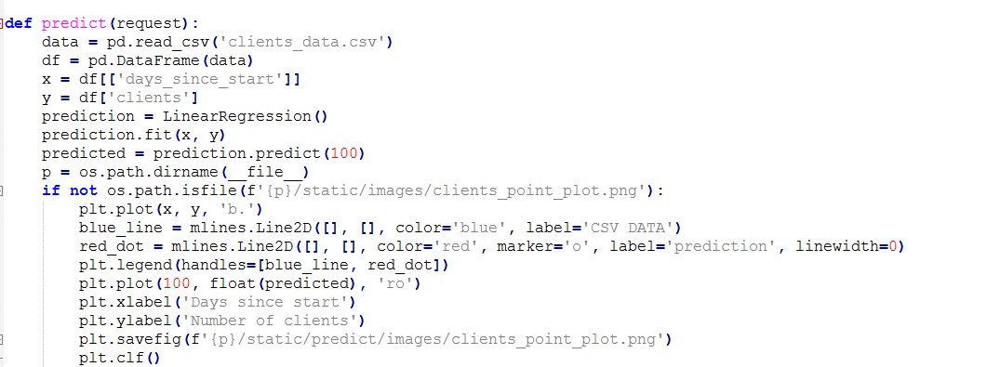 def predict(request):
    data = pd.read_csv('clients_data.csv')
    df = pd.DataFrame(data)
    x = df[['days_since_start']]
    y = df['clients']
    prediction = LinearRegression()
    prediction.fit(x, y)
    predicted = prediction.predict(100)
    p = os.path.dirname(__file__)
    if not os.path.isfile(f'{p}/static/images/clients_point_plot.png'):
        plt.plot(x, y, 'b.')
        blue_line = mlines.Line2D([], [], color='blue', label='CSV DATA')
        red_dot = mlines.Line2D([], [], color='red', marker='o', label='prediction', linewidth=0)
        plt.legend(handles=[blue_line, red_dot])
        plt.plot(100, float(predicted), 'ro')
        plt.xlabel('Days since start')
        plt.ylabel('Number of clients')
        plt.savefig(f'{p}/static/predict/images/clients_point_plot.png')
        plt.clf()